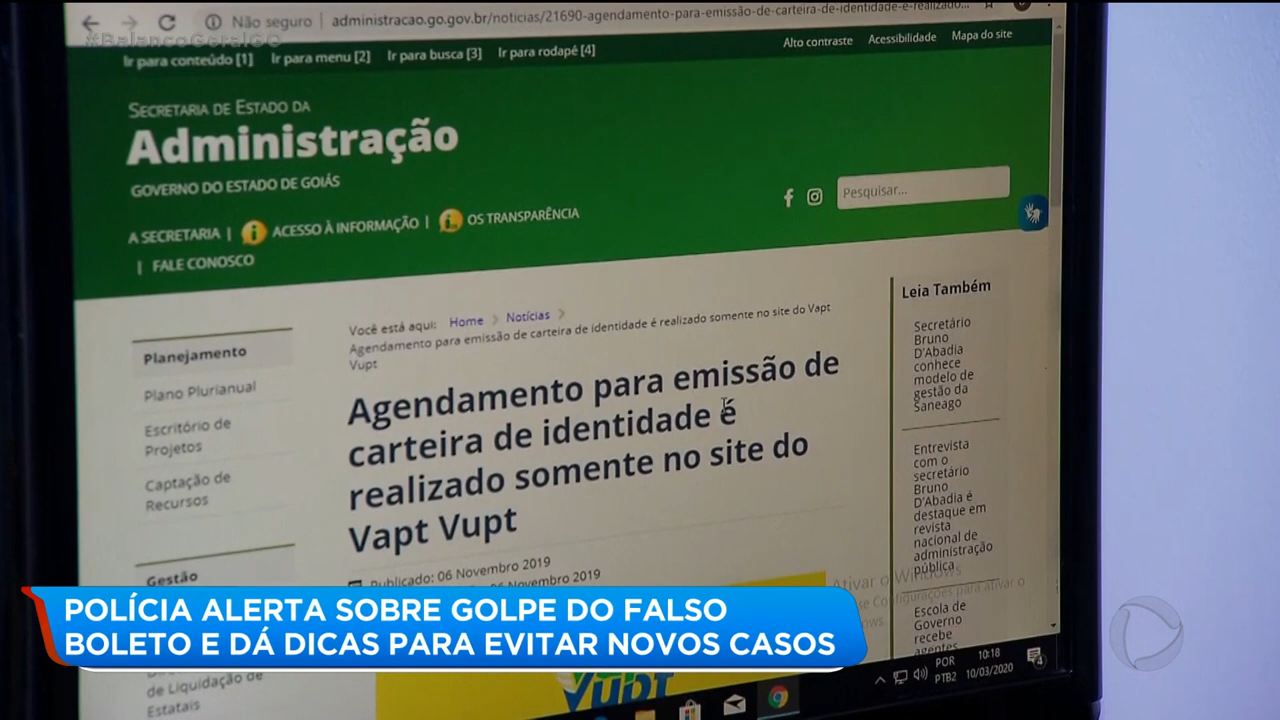 Não seguro | administracao.go.gov.br/noticias/21690-agendamento-para-emissão-de-carteira-de-identidade-e-realizado...
#BalançoGeralGO
Ir para conteúdo [1] Ir para menu [2] Ir para busca [3] Ir para rodapé [4]
Alto contraste Acessibilidade Mapa do site
SECRETARIA DE ESTADO DA
Administração
GOVERNO DO ESTADO DE GOIÁS
Pesquisar...
A SECRETARIA | ACESSO À INFORMAÇÃO | OS TRANSPARÊNCIA
| FALE CONOSCO
Planejamento
Plano Plurianual
Escritório de
Projetos
Captação de
Recursos
Gestão
de Liquidação de
Estatais
Você está aqui: Home Notícias
Agendamento para emissão de carteira de identidade é realizado somente no site do Vapt
Vupt
Agendamento para emissão de
carteira de identidade é
realizado somente no site do
Vapt Vupt
Publicado: 06 Novembro 2019
06 Novembro 2019
Vupt
Leia Também
Secretário
Bruno
D'Abadia
conhece
modelo de
gestão da
Saneago
Entrevista
com o
secretário
Bruno
D'Abadia é
destaque em
revista
nacional de
administração
pública
Escola de
Governo
recebe
agentes
Ativar o Windows
Configurações para ativar o
POLÍCIA ALERTA SOBRE GOLPE DO FALSO
BOLETO E DÁ DICAS PARA EVITAR NOVOS CASOS
POR
PTB2
10:18
10/03/2020
4